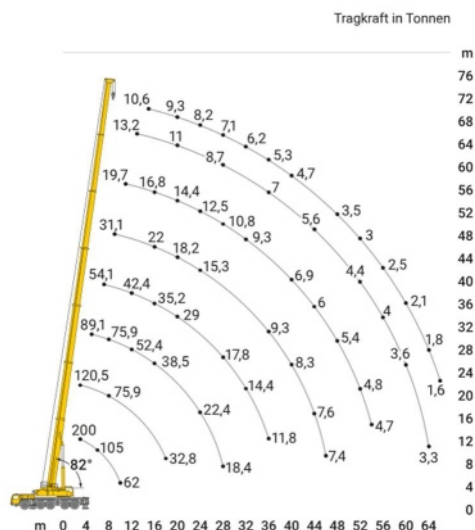 Tragkraft in Tonnen
m
76
72
10,6 9,3 8,2 7,1 6,2 5,3 4,7 3,5 3 2,5 2,1 1,8 1,6
68
13,2 11 8,7 7 5,6 4,4 4 3,6 3,3
64
60
19,7 16,8 14,4 12,5 10,8 9,3 6,9 6 5,4 4,8 4,7
56
52
31,1 22 18,2 15,3 9,3 8,3 7,6 7,4
48
44
54,1 42,4 35,2 29 17,8 14,4 11,8
40
36
89,1 75,9 52,4 38,5 22,4 18,4
32
28
120,5 75,9 32,8
24
20
200 105 62
16
12
82°
8
4
0
m 0 4 8 12 16 20 24 28 32 36 40 44 48 52 56 60 64